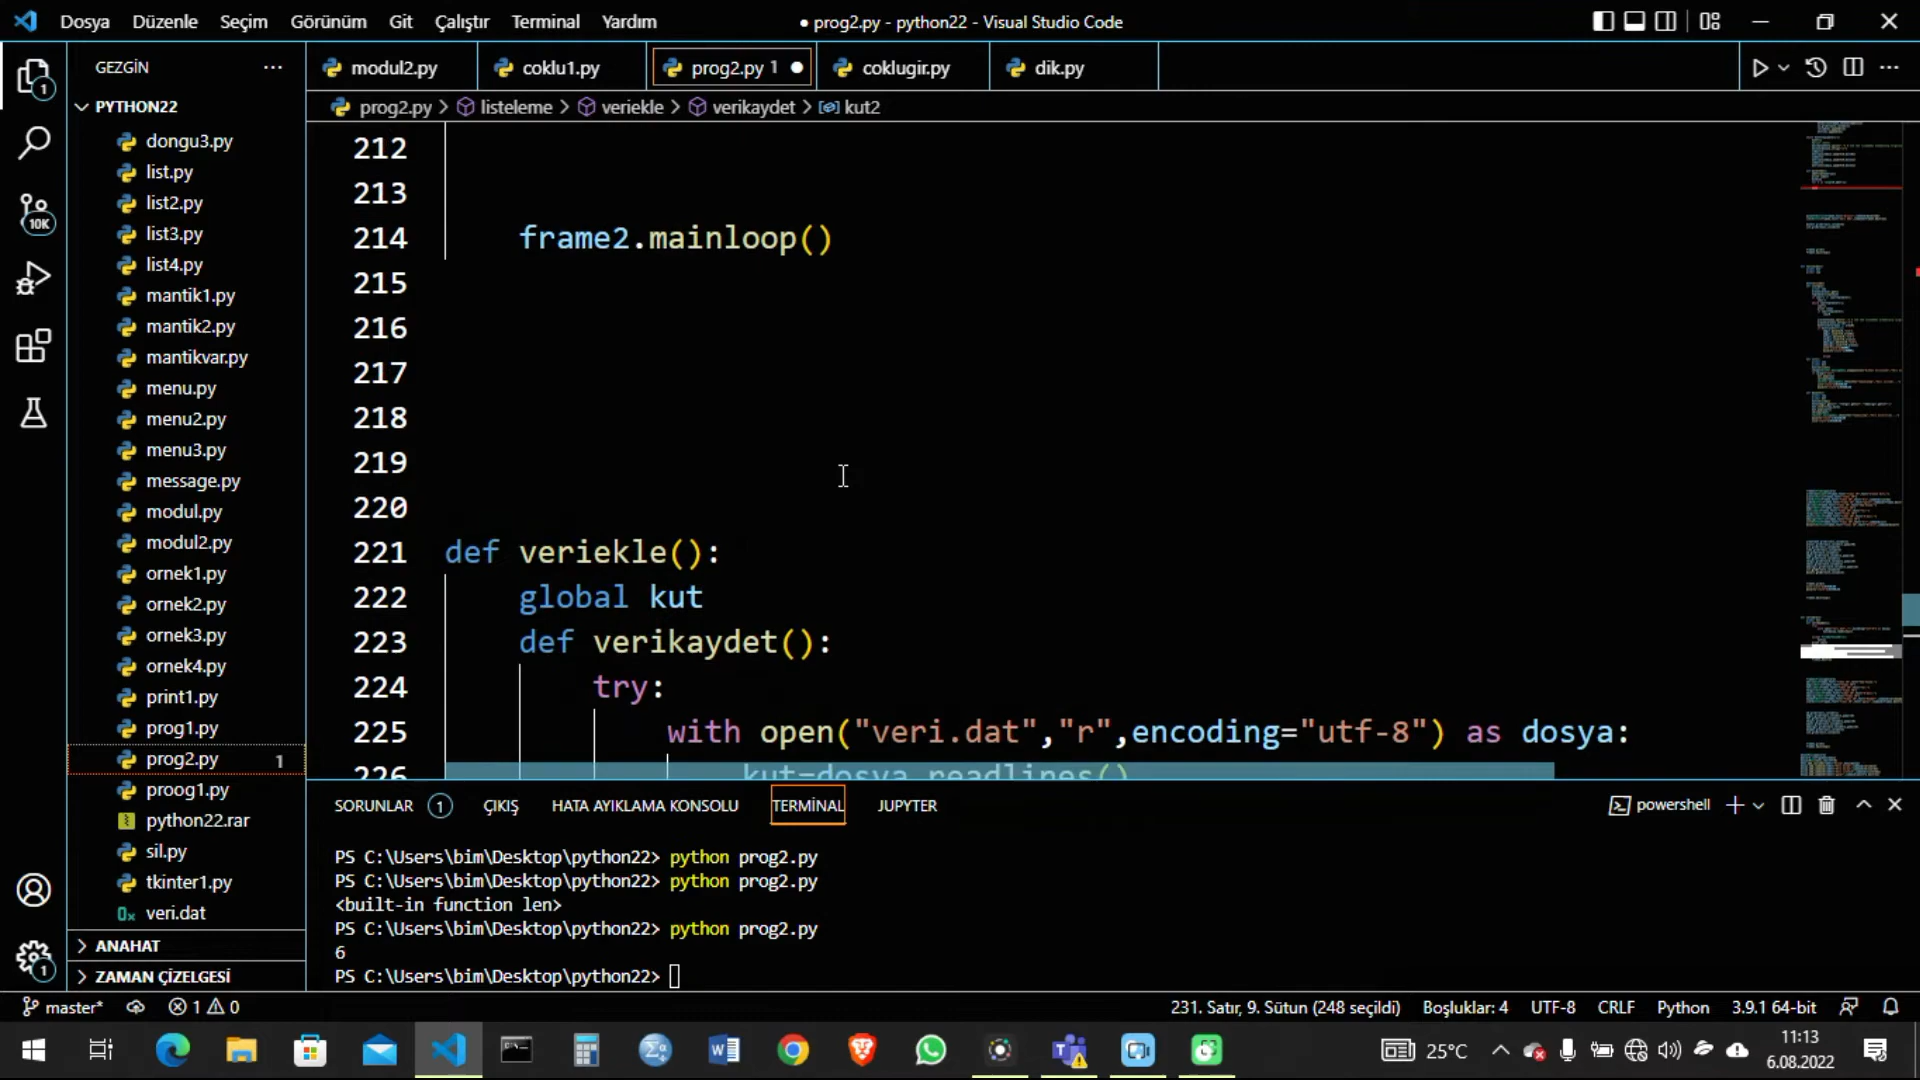 Dosya Düzenle Seçim Görünüm Git Çalıştır Terminal Yardım
● prog2.py - python22 - Visual Studio Code
GEZGİN ···
modul2.py coklu1.py prog2.py 1 ● coklugir.py dik.py
prog2.py > listeleme > veriekle > verikaydet > kut2
PYTHON22
dongu3.py
list.py
list2.py
list3.py
list4.py
mantik1.py
mantik2.py
mantikvar.py
menu.py
menu2.py
menu3.py
message.py
modul.py
modul2.py
ornek1.py
ornek2.py
ornek3.py
ornek4.py
print1.py
prog1.py
prog2.py 1
proog1.py
python22.rar
sil.py
tkinter1.py
veri.dat
ANAHAT
ZAMAN ÇİZELGESİ
1
10K
1
212
213
214 frame2.mainloop()
215
216
217
218
219
220
221 def veriekle():
222 global kut
223 def verikaydet():
224 try:
225 with open("veri.dat","r",encoding="utf-8") as dosya:
226 kut=dosya.readlines()
SORUNLAR 1 ÇIKIŞ HATA AYIKLAMA KONSOLU TERMİNAL JUPYTER
powershell
PS C:\Users\bim\Desktop\python22> python prog2.py
PS C:\Users\bim\Desktop\python22> python prog2.py
<built-in function len>
PS C:\Users\bim\Desktop\python22> python prog2.py
6
PS C:\Users\bim\Desktop\python22>
master* 1 0
231. Satır, 9. Sütun (248 seçildi) Boşluklar: 4 UTF-8 CRLF Python 3.9.1 64-bit
25°C
11:13
6.08.2022